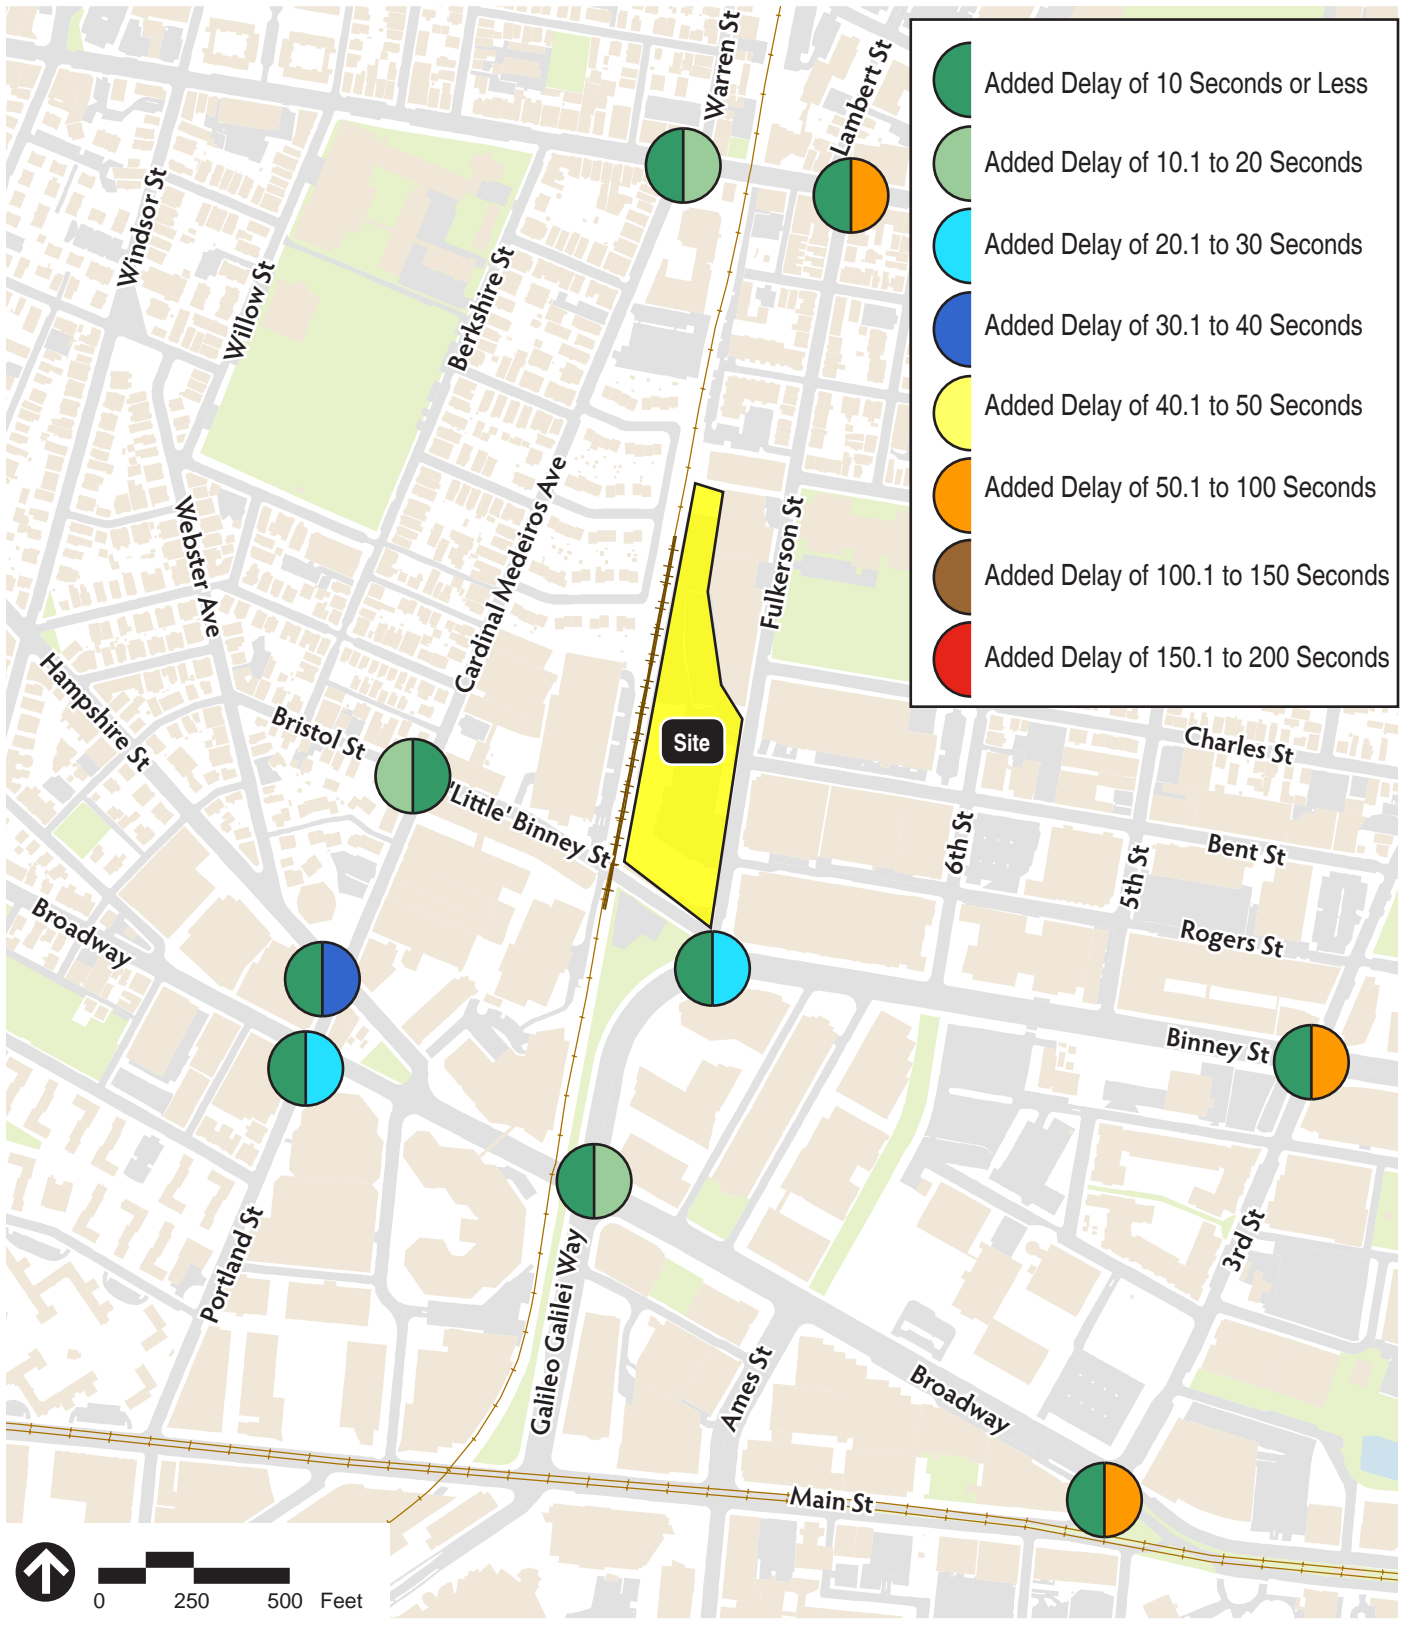 Warren St
Lambert St
Added Delay of 10 Seconds or Less
Added Delay of 10.1 to 20 Seconds
Added Delay of 20.1 to 30 Seconds
Added Delay of 30.1 to 40 Seconds
Added Delay of 40.1 to 50 Seconds
Added Delay of 50.1 to 100 Seconds
Added Delay of 100.1 to 150 Seconds
Added Delay of 150.1 to 200 Seconds
Windsor St
Willow St
Berkshire St
Webster Ave
Cardinal Medeiros Ave
Fulkerson St
Hampshire St
Bristol St
Site
Charles St
'Little' Binney St
6th St
5th St
Bent St
Broadway
Rogers St
Binney St
Portland St
Galileo Galilei Way
3rd St
Ames St
Broadway
Main St
0 250 500 Feet